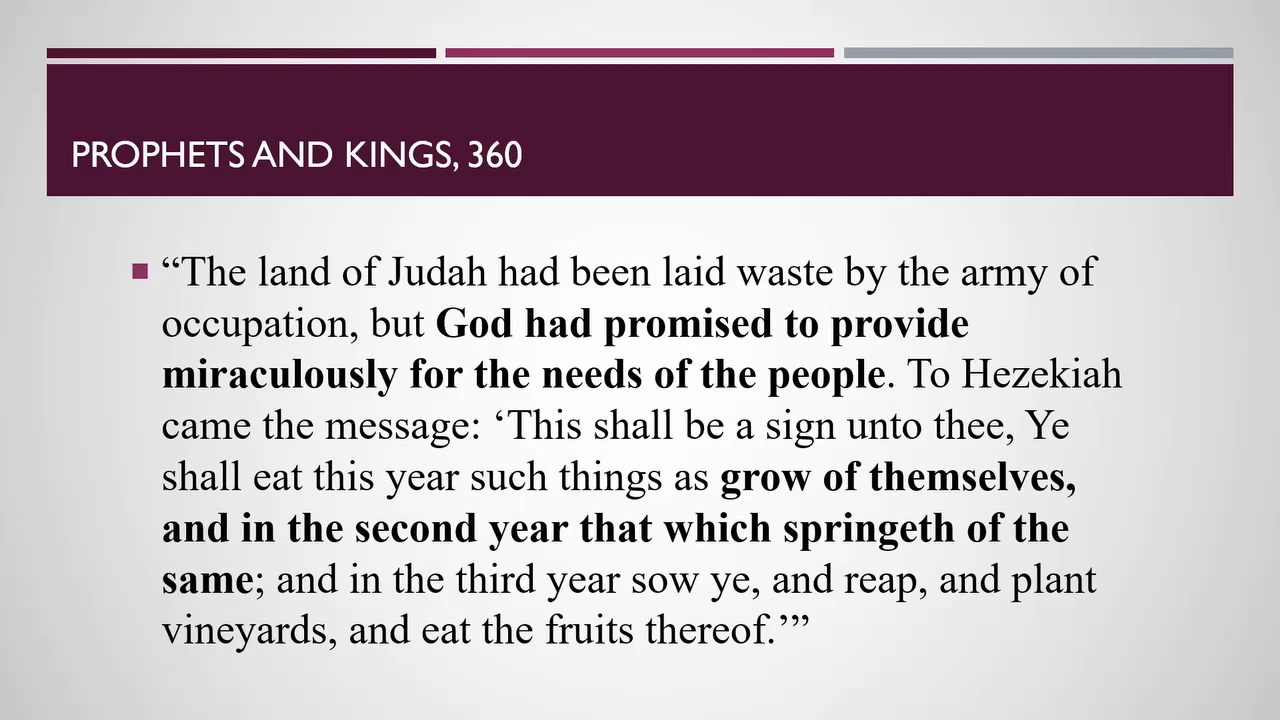 PROPHETS AND KINGS, 360
“The land of Judah had been laid waste by the army of
occupation, but God had promised to provide
miraculously for the needs of the people. To Hezekiah
came the message: ‘This shall be a sign unto thee, Ye
shall eat this year such things as grow of themselves,
and in the second year that which springeth of the
same; and in the third year sow ye, and reap, and plant
vineyards, and eat the fruits thereof.’”